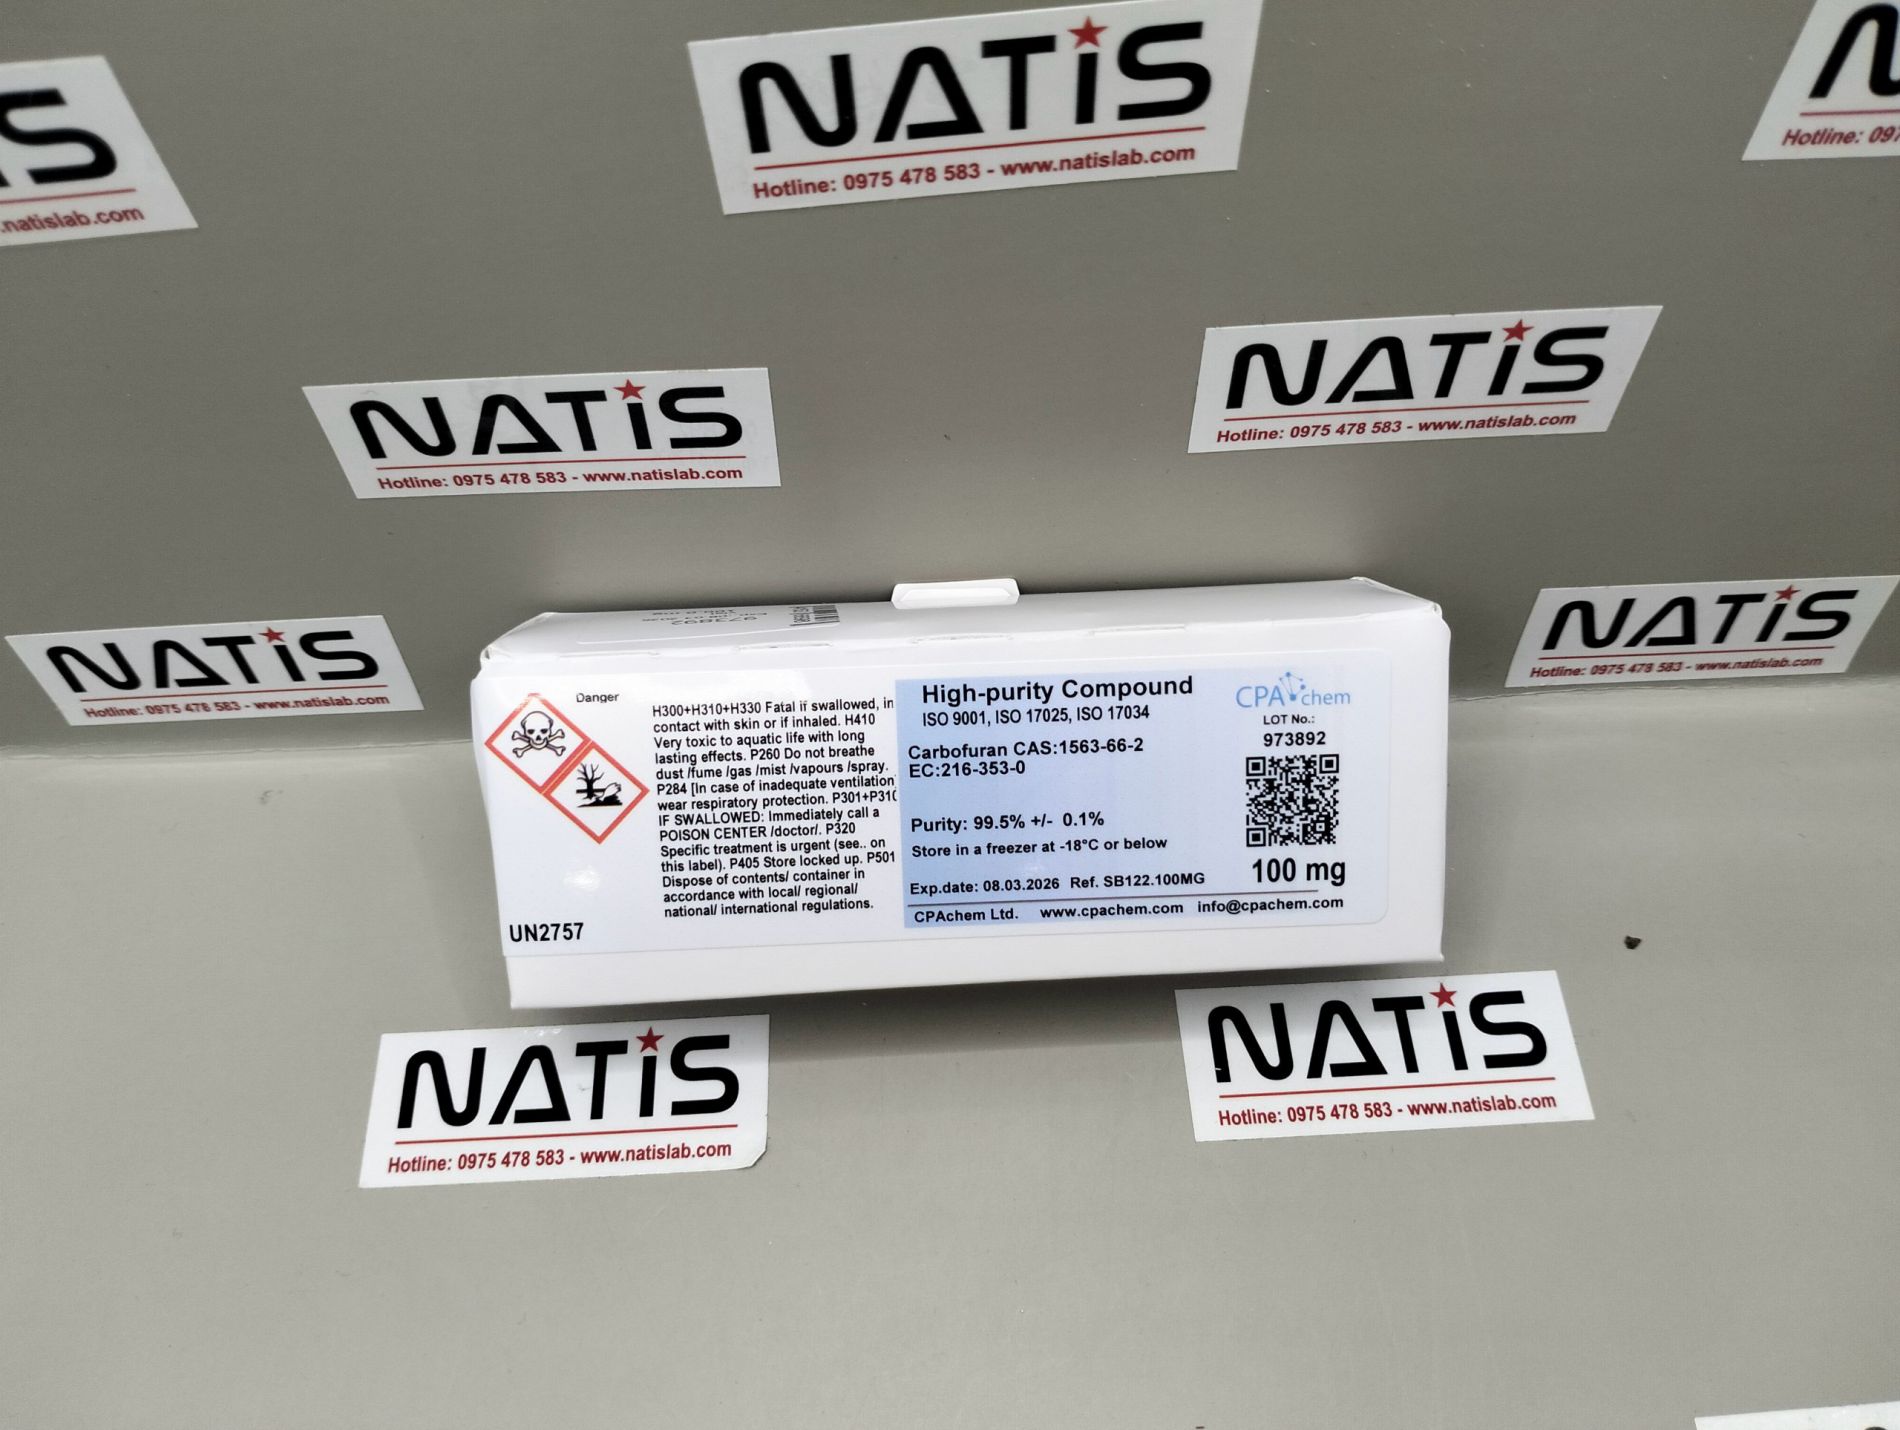 NATiS
Hotline: 0975 478 583 - www.natislab.com
S
.natislab.com
N
Hotline: 097
NATiS
Hotline: 0975 478 583 - www.natislab.com
NATiS
Hotline: 0975 478 583 - www.natislab.com
NATiS
Hotline: 0975 478 583 - www.natislab.com
NATiS
Hotline: 0975 478 583 - www.natislab.com
973892
Danger
H300+H310+H330 Fatal if swallowed, in
contact with skin or if inhaled. H410
Very toxic to aquatic life with long
lasting effects. P260 Do not breathe
dust /fume /gas /mist /vapours /spray.
P284 [In case of inadequate ventilation
wear respiratory protection. P301+P310
IF SWALLOWED: Immediately call a
POISON CENTER /doctor/. P320
Specific treatment is urgent (see.. on
this label). P405 Store locked up. P501
Dispose of contents/ container in
accordance with local/ regional/
national/ international regulations.
UN2757
High-purity Compound
ISO 9001, ISO 17025, ISO 17034
Carbofuran CAS:1563-66-2
EC:216-353-0
Purity: 99.5% +/- 0.1%
Store in a freezer at -18°C or below
Exp.date: 08.03.2026 Ref. SB122.100MG
CPAchem Ltd. www.cpachem.com info@cpachem.com
CPAchem
LOT No.:
973892
100 mg
NATiS
Hotline: 0975 478 583 - www.natislab.com
NATiS
Hotline: 0975 478 583 - www.natislab.com